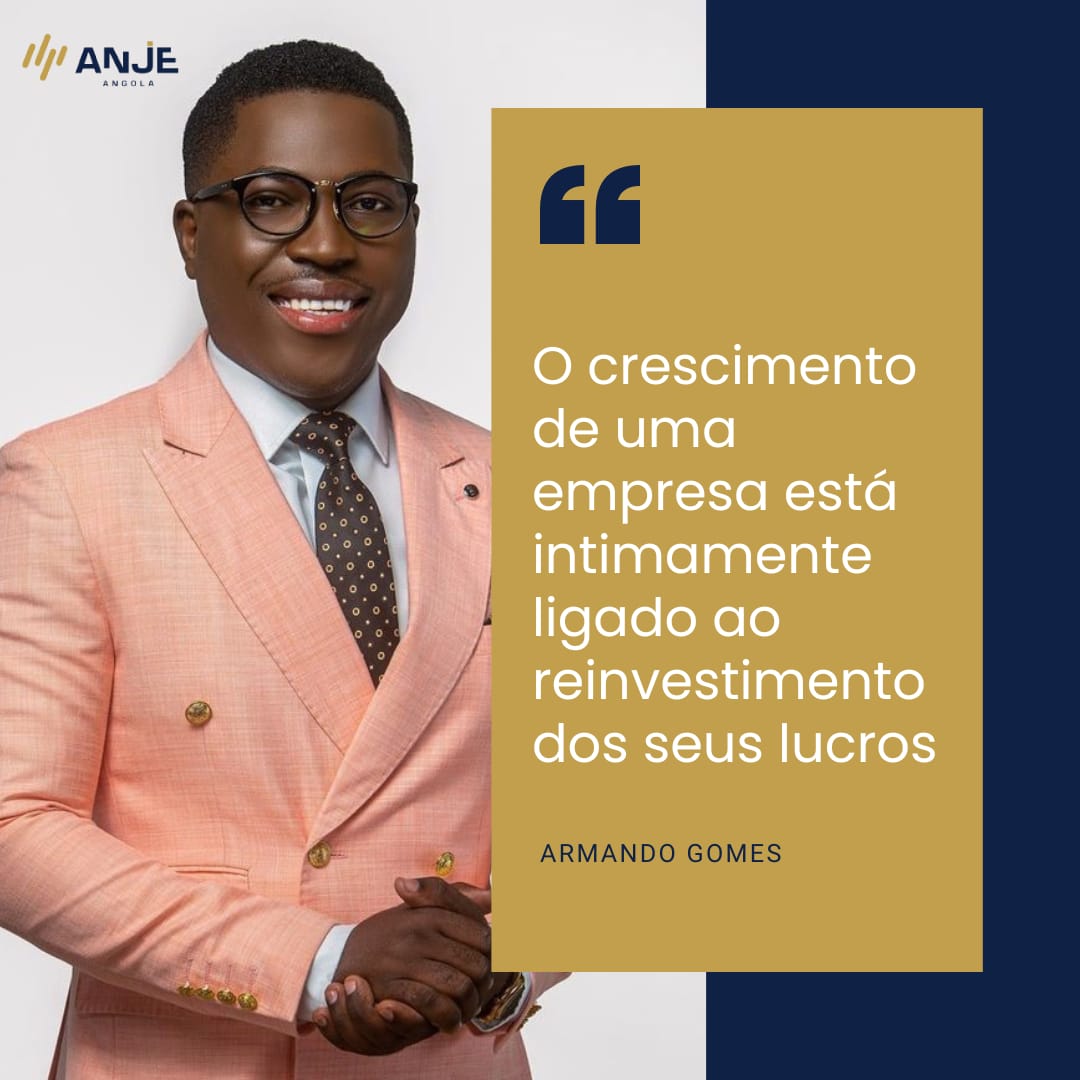 ANJE
ANGOLA
O crescimento
de uma
empresa está
intimamente
ligado ao
reinvestimento
dos seus lucros
ARMANDO GOMES